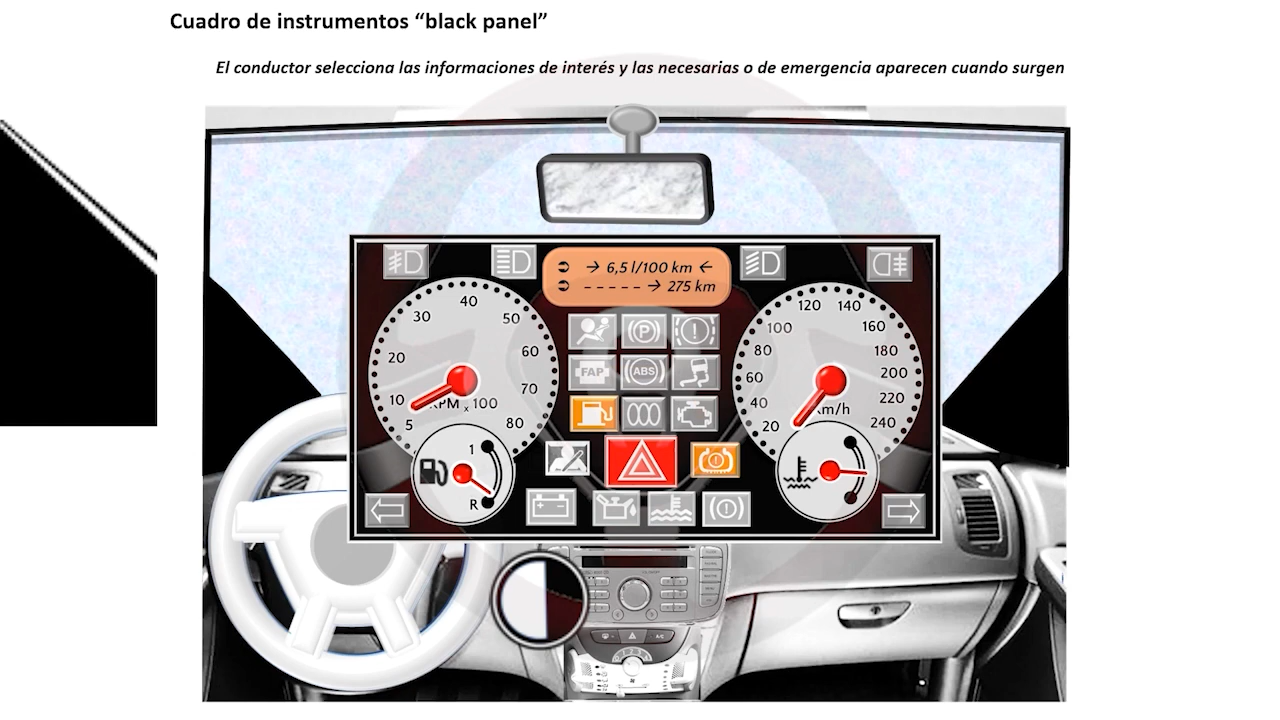 Cuadro de instrumentos “black panel”
El conductor selecciona las informaciones de interés y las necesarias o de emergencia aparecen cuando surgen
➲ → 6,5 l/100 km ←
➲ - - - - - → 275 km
5
10
20
30
40
50
60
70
80
RPM x 100
1
R
P
!
FAP
ABS
20
40
60
80
100
120
140
160
180
200
220
240
km/h
- +
!
A/C